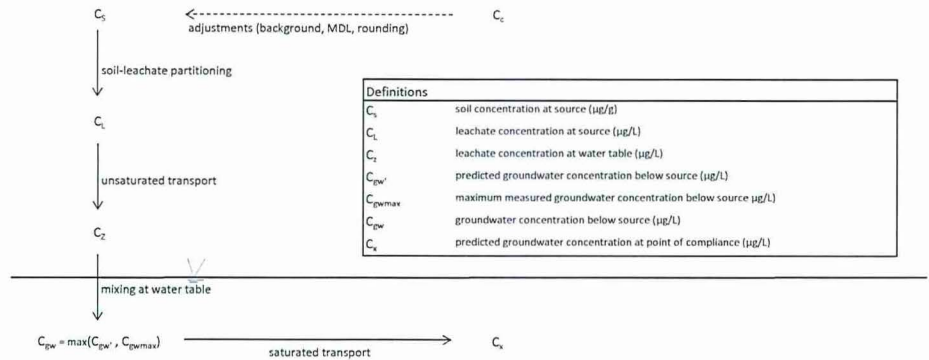 Cs Cc
adjustments (background, MDL, rounding)
soil-leachate partitioning
CL
unsaturated transport
Cz
mixing at water table
Cgw = max(Cgw' , Cgwmax) Cx
saturated transport
Definitions
Cs soil concentration at source (µg/g)
CL leachate concentration at source (µg/L)
Cz leachate concentration at water table (µg/L)
Cgw' predicted groundwater concentration below source (µg/L)
Cgwmax maximum measured groundwater concentration below source µg/L)
Cgw groundwater concentration below source (µg/L)
Cx predicted groundwater concentration at point of compliance (µg/L)